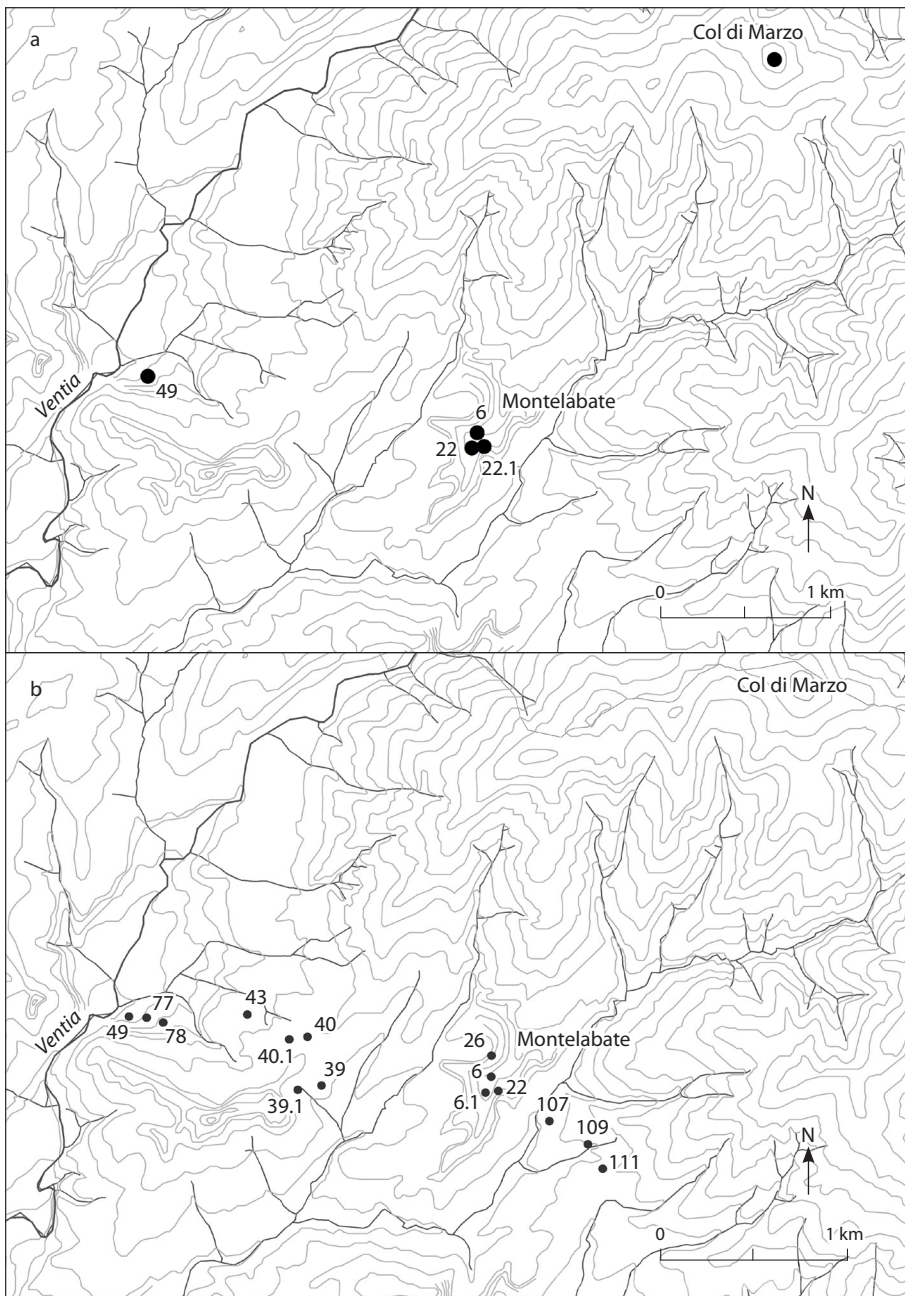 a
Col di Marzo
Ventia
49
6
Montelabate
22
22.1
N
0
1 km
b
Col di Marzo
Ventia
49
77
78
43
40.1
40
39.1
39
26
Montelabate
6
6.1
22
107
109
111
N
0
1 km